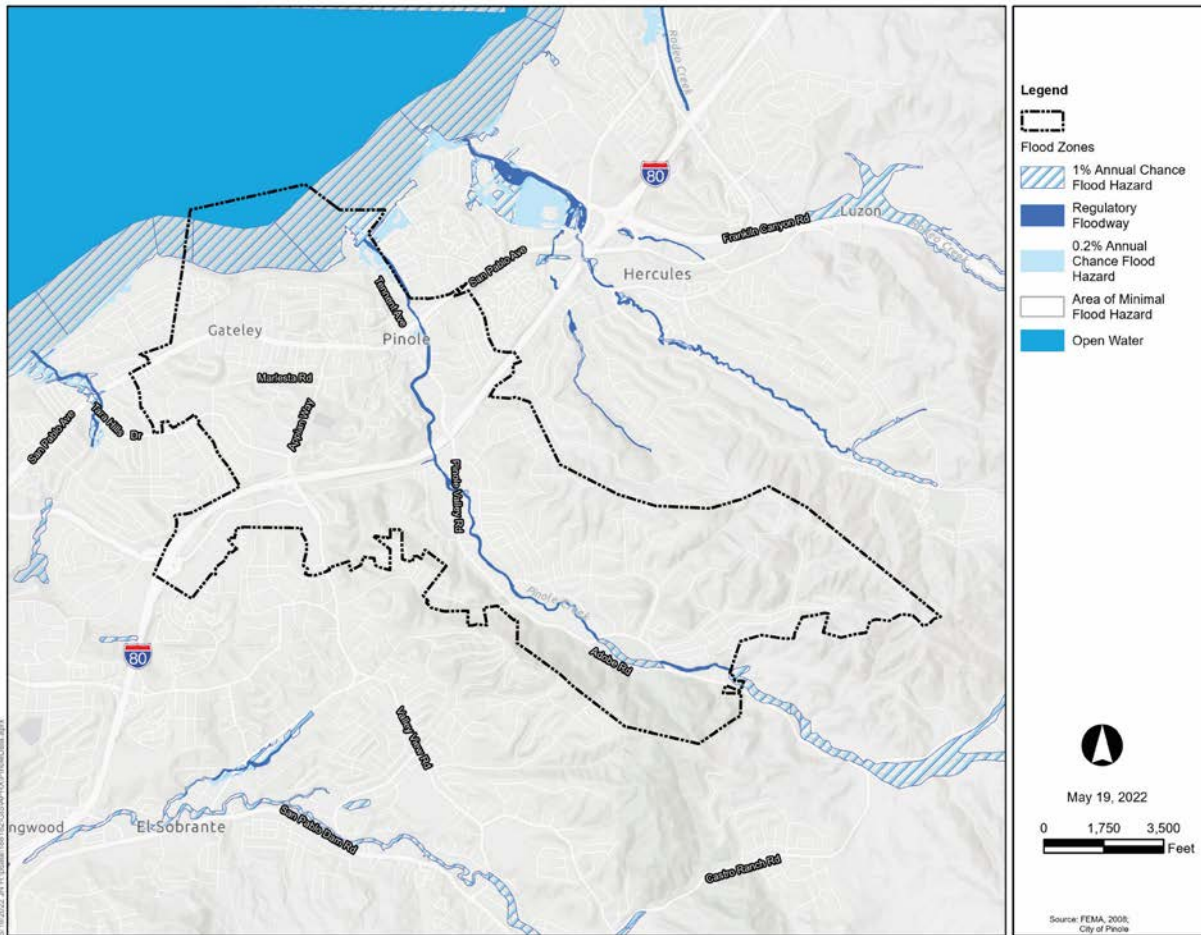 Rodeo Creek
80
Luzon
Franklin Canyon Rd
Rodeo Creek
Hercules
San Pablo Ave
Tennent Ave
Gateley
Pinole
Marlesta Rd
Appian Way
San Pablo Ave
Tara Hills
Dr
Pinole Valley Rd
Pinole Creek
Adobe Rd
80
Valley View Rd
ngwood
El Sobrante
San Pablo Dam Rd
Castro Ranch Rd
Legend
Flood Zones
1% Annual Chance
Flood Hazard
Regulatory
Floodway
0.2% Annual
Chance Flood
Hazard
Area of Minimal
Flood Hazard
Open Water
May 19, 2022
0 1,750 3,500
Feet
Source: FEMA, 2008;
City of Pinole